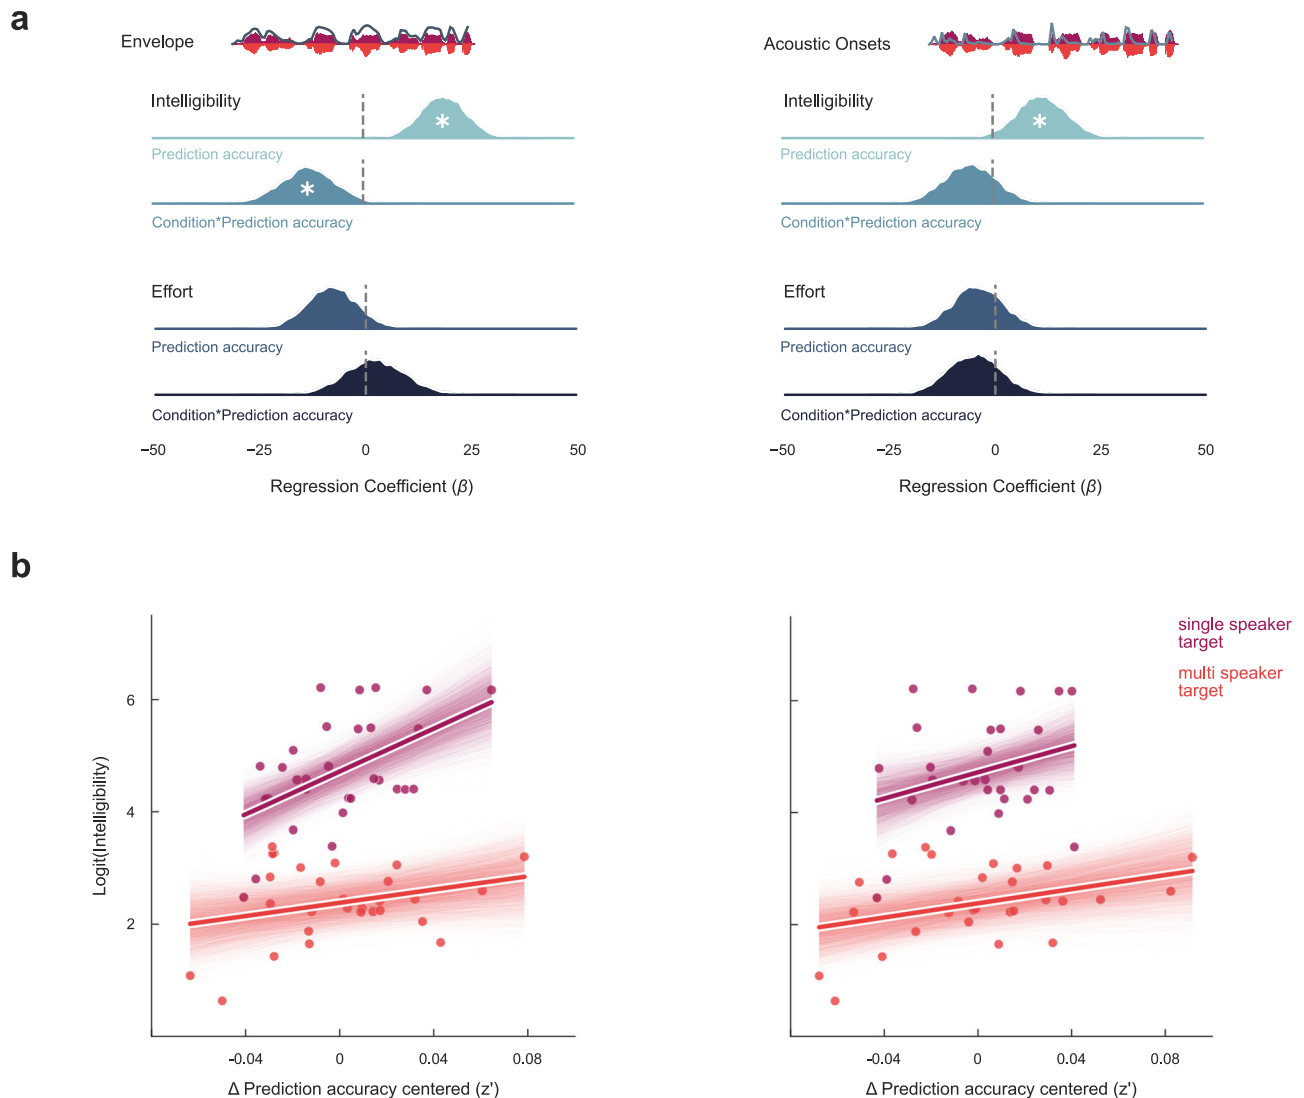 a
Envelope
Intelligibility
*
Prediction accuracy
*
Condition*Prediction accuracy
Effort
Prediction accuracy
Condition*Prediction accuracy
−50 −25 0 25 50
Regression Coefficient (β)
Acoustic Onsets
Intelligibility
*
Prediction accuracy
Condition*Prediction accuracy
Effort
Prediction accuracy
Condition*Prediction accuracy
−50 −25 0 25 50
Regression Coefficient (β)
b
Logit(Intelligibility)
6
4
2
-0.04 0 0.04 0.08
Δ Prediction accuracy centered (z')
single speaker
target
multi speaker
target
-0.04 0 0.04 0.08
Δ Prediction accuracy centered (z')